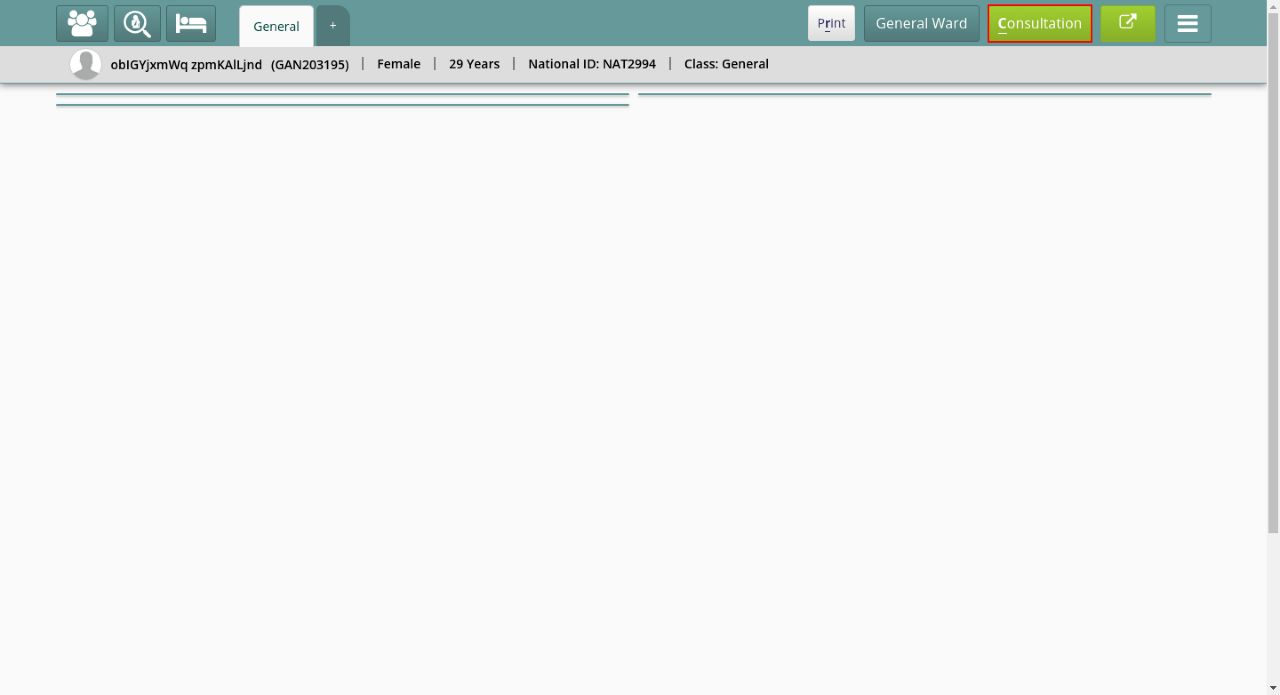 General + Print General Ward Consultation
obIGYjxmWq zpmKAlLjnd (GAN203195) | Female | 29 Years | National ID: NAT2994 | Class: General